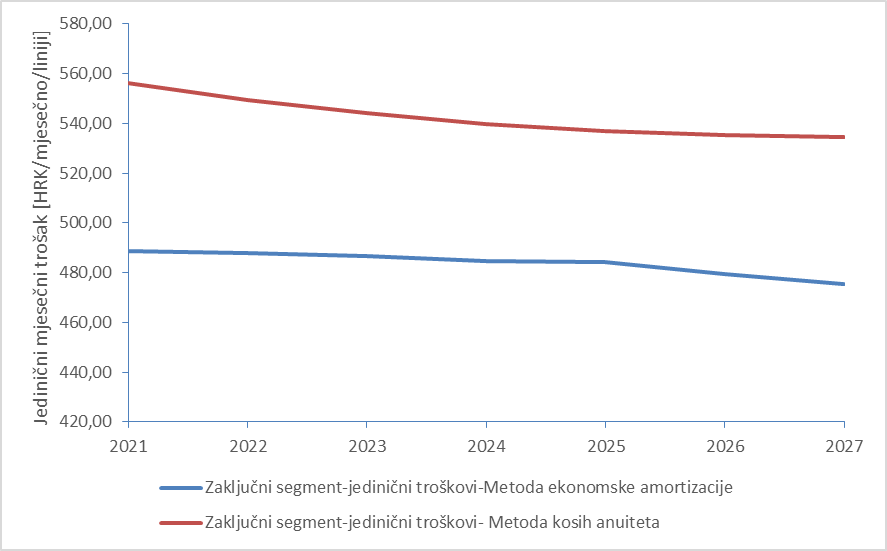 Jedinični mjesečni trošak [HRK/mjesečno/liniji]
580,00
560,00
540,00
520,00
500,00
480,00
460,00
440,00
420,00
2021 2022 2023 2024 2025 2026 2027
Zaključni segment-jedinični troškovi-Metoda ekonomske amortizacije
Zaključni segment-jedinični troškovi- Metoda kosih anuiteta